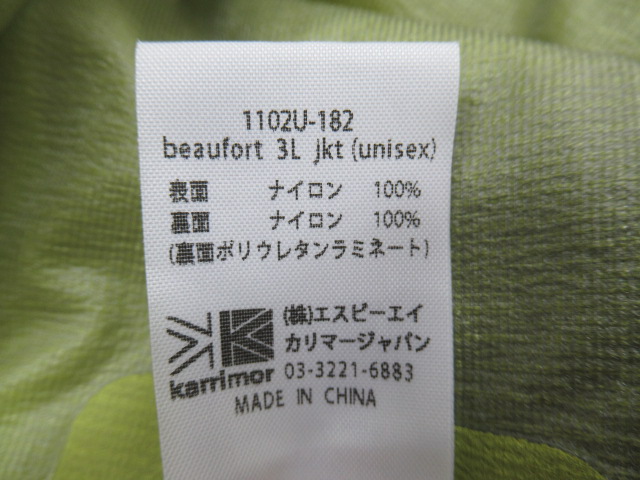 1102U-182
beaufort 3L jkt (unisex)
表面 ナイロン 100%
裏面 ナイロン 100%
(裏面ポリウレタンラミネート)
(株)エスピーエイ
カリマージャパン
karrimor 03-3221-6883
MADE IN CHINA